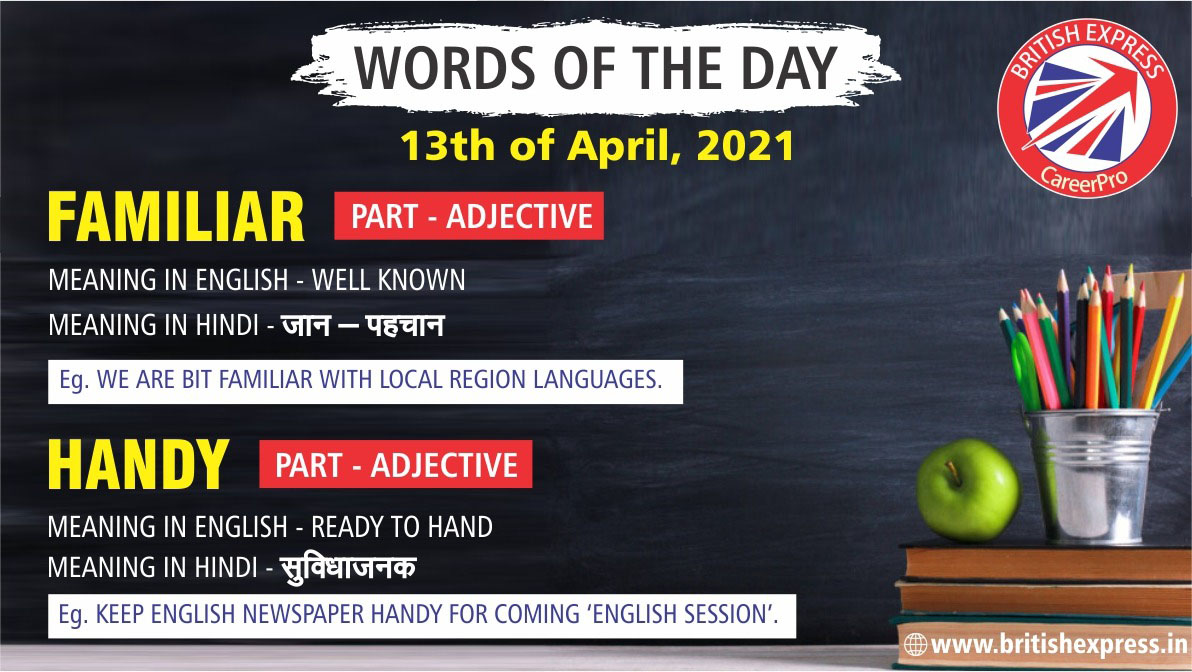 WORDS OF THE DAY
13th of April, 2021
BRITISH EXPRESS
CareerPro
FAMILIAR PART - ADJECTIVE
MEANING IN ENGLISH - WELL KNOWN
MEANING IN HINDI - जान – पहचान
Eg. WE ARE BIT FAMILIAR WITH LOCAL REGION LANGUAGES.
HANDY PART - ADJECTIVE
MEANING IN ENGLISH - READY TO HAND
MEANING IN HINDI - सुविधाजनक
Eg. KEEP ENGLISH NEWSPAPER HANDY FOR COMING ‘ENGLISH SESSION’.
www.britishexpress.in